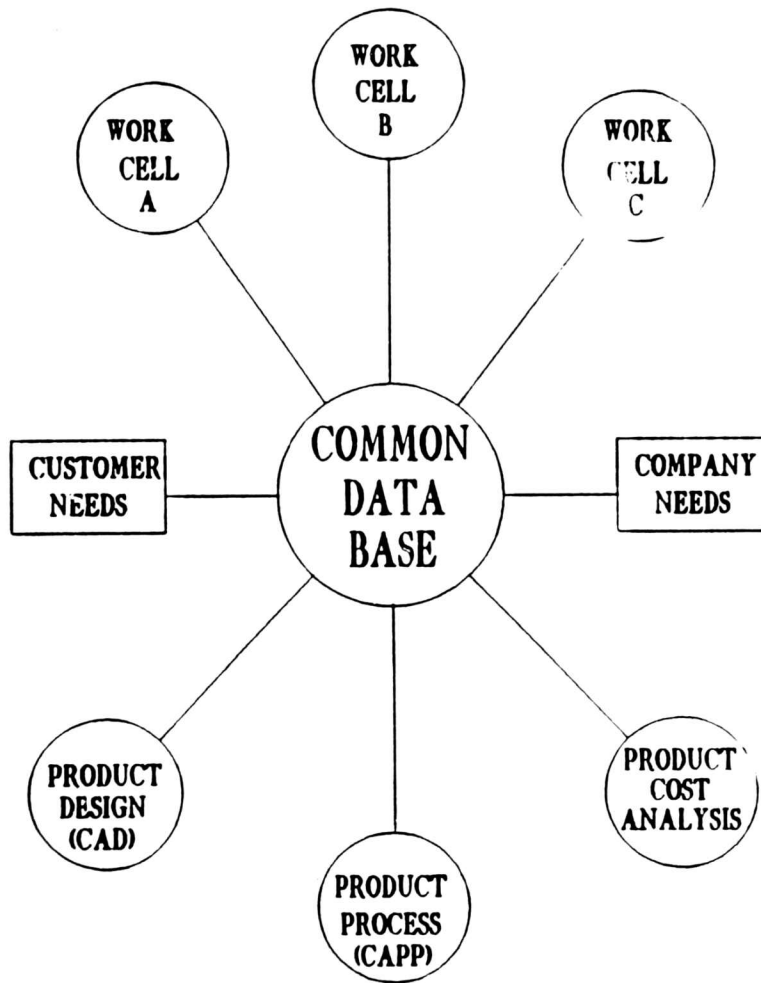 WORK
CELL
A
WORK
CELL
B
WORK
CELL
C
CUSTOMER
NEEDS
COMMON
DATA
BASE
COMPANY
NEEDS
PRODUCT
DESIGN
(CAD)
PRODUCT
PROCESS
(CAPP)
PRODUCT
COST
ANALYSIS